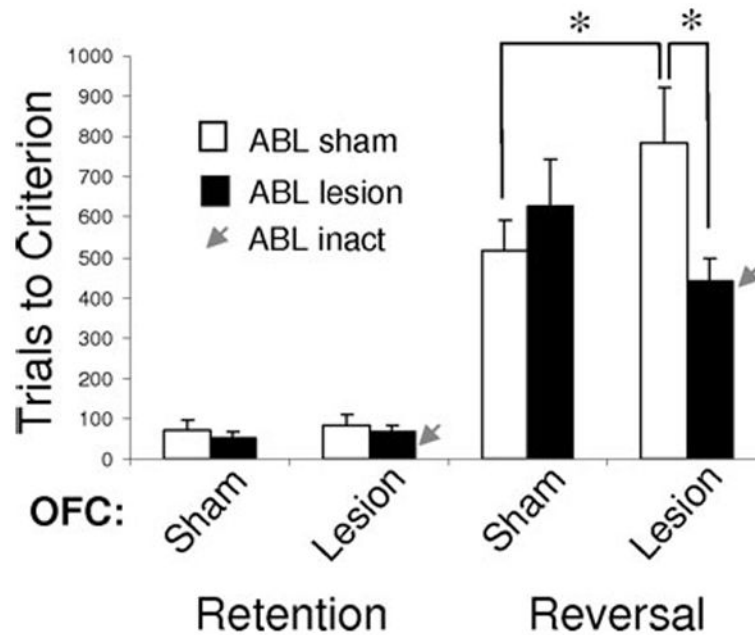 * *
Trials to Criterion
1000
900
800
700
600
500
400
300
200
100
0
ABL sham
ABL lesion
ABL inact
OFC: Sham Lesion Sham Lesion
Retention Reversal